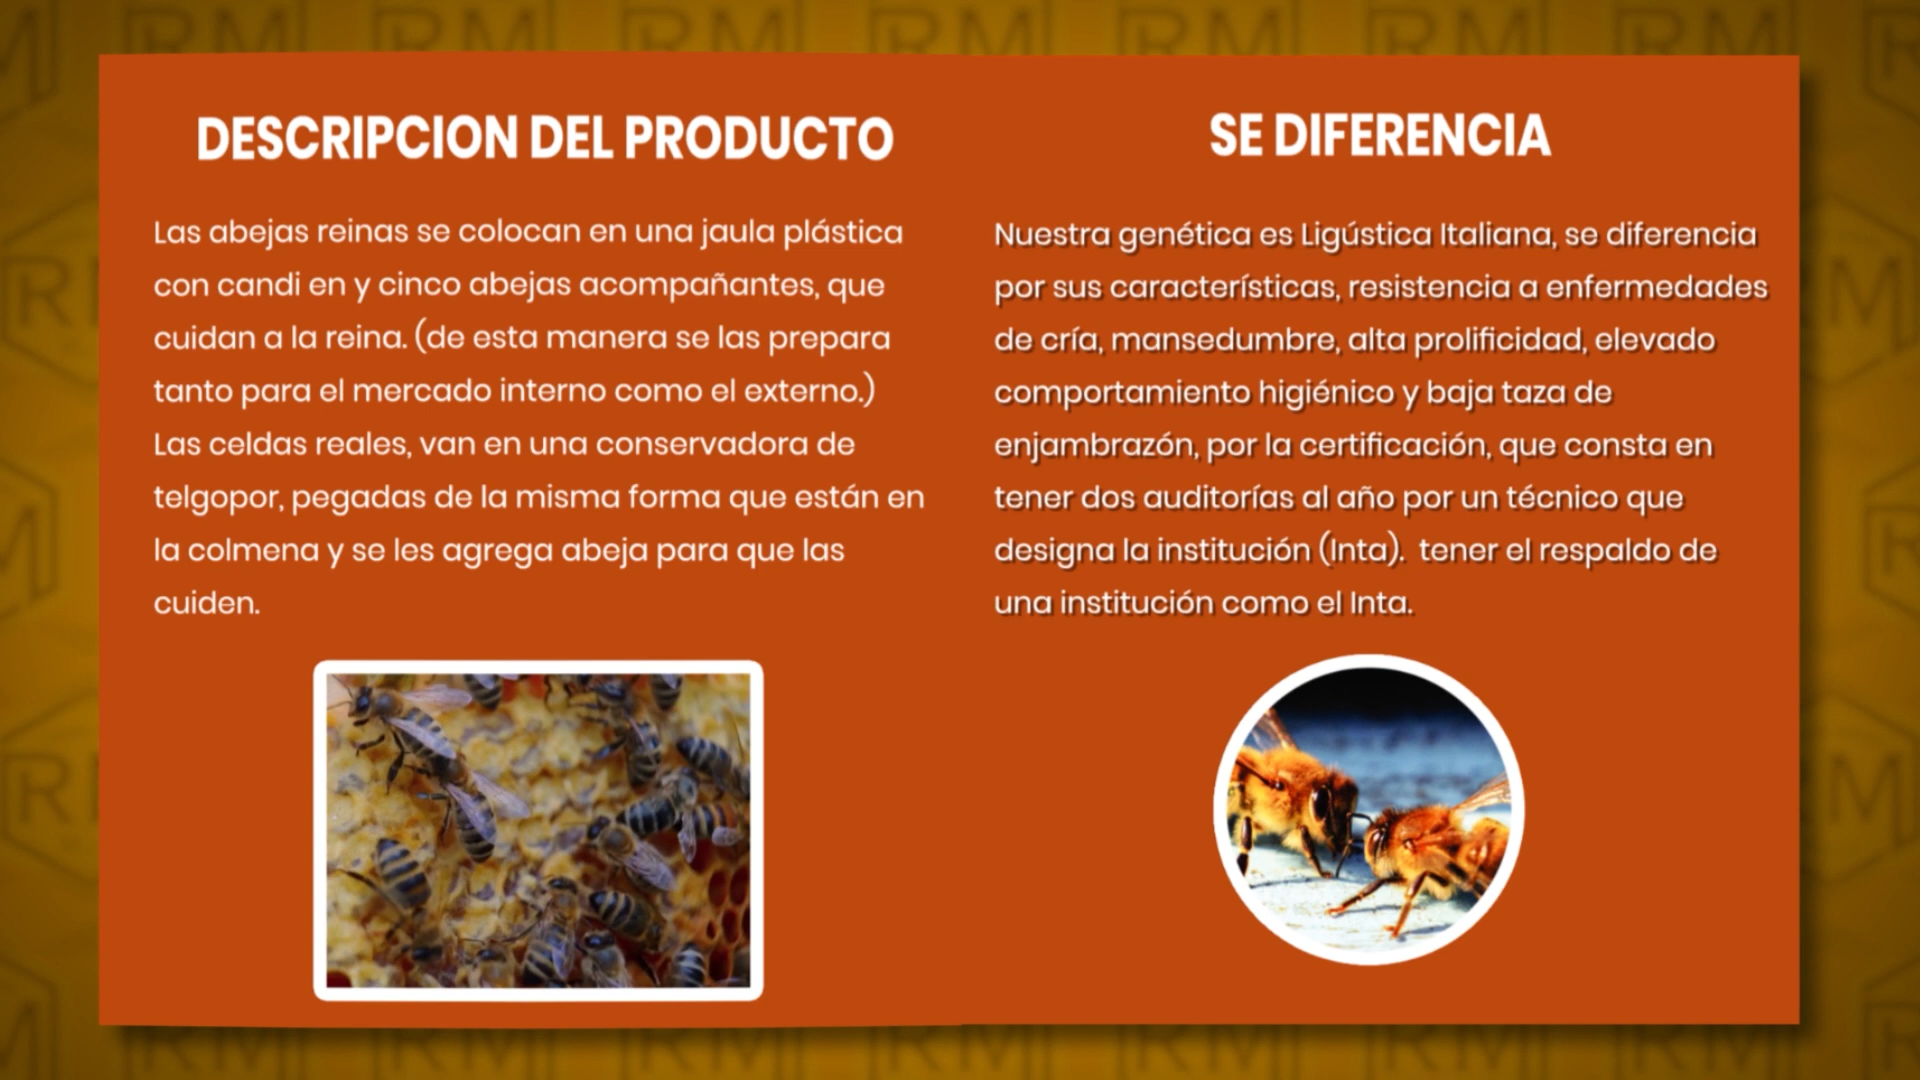 DESCRIPCION DEL PRODUCTO
Las abejas reinas se colocan en una jaula plástica
con candi en y cinco abejas acompañantes, que
cuidan a la reina. (de esta manera se las prepara
tanto para el mercado interno como el externo.)
Las celdas reales, van en una conservadora de
telgopor, pegadas de la misma forma que están en
la colmena y se les agrega abeja para que las
cuiden.
SE DIFERENCIA
Nuestra genética es Ligústica Italiana, se diferencia
por sus características, resistencia a enfermedades
de cría, mansedumbre, alta prolificidad, elevado
comportamiento higiénico y baja taza de
enjambrazón, por la certificación, que consta en
tener dos auditorías al año por un técnico que
designa la institución (Inta).  tener el respaldo de
una institución como el Inta.
RM